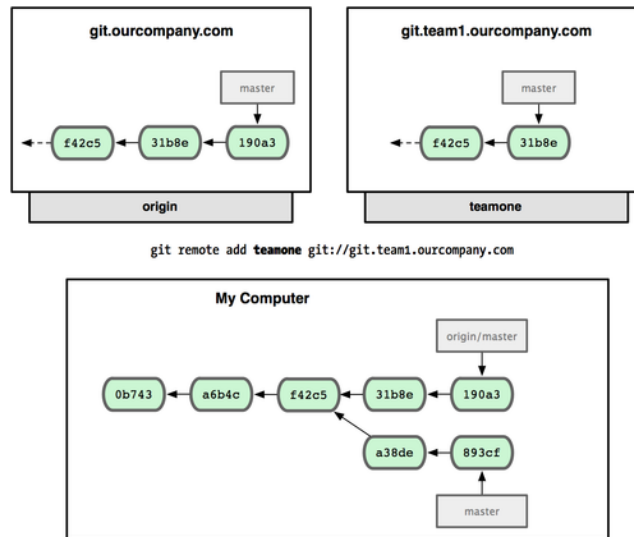 git.ourcompany.com
master
f42c5
31b8e
190a3
origin
git.team1.ourcompany.com
master
f42c5
31b8e
teamone
git remote add teamone git://git.team1.ourcompany.com
My Computer
origin/master
0b743
a6b4c
f42c5
31b8e
190a3
a38de
893cf
master